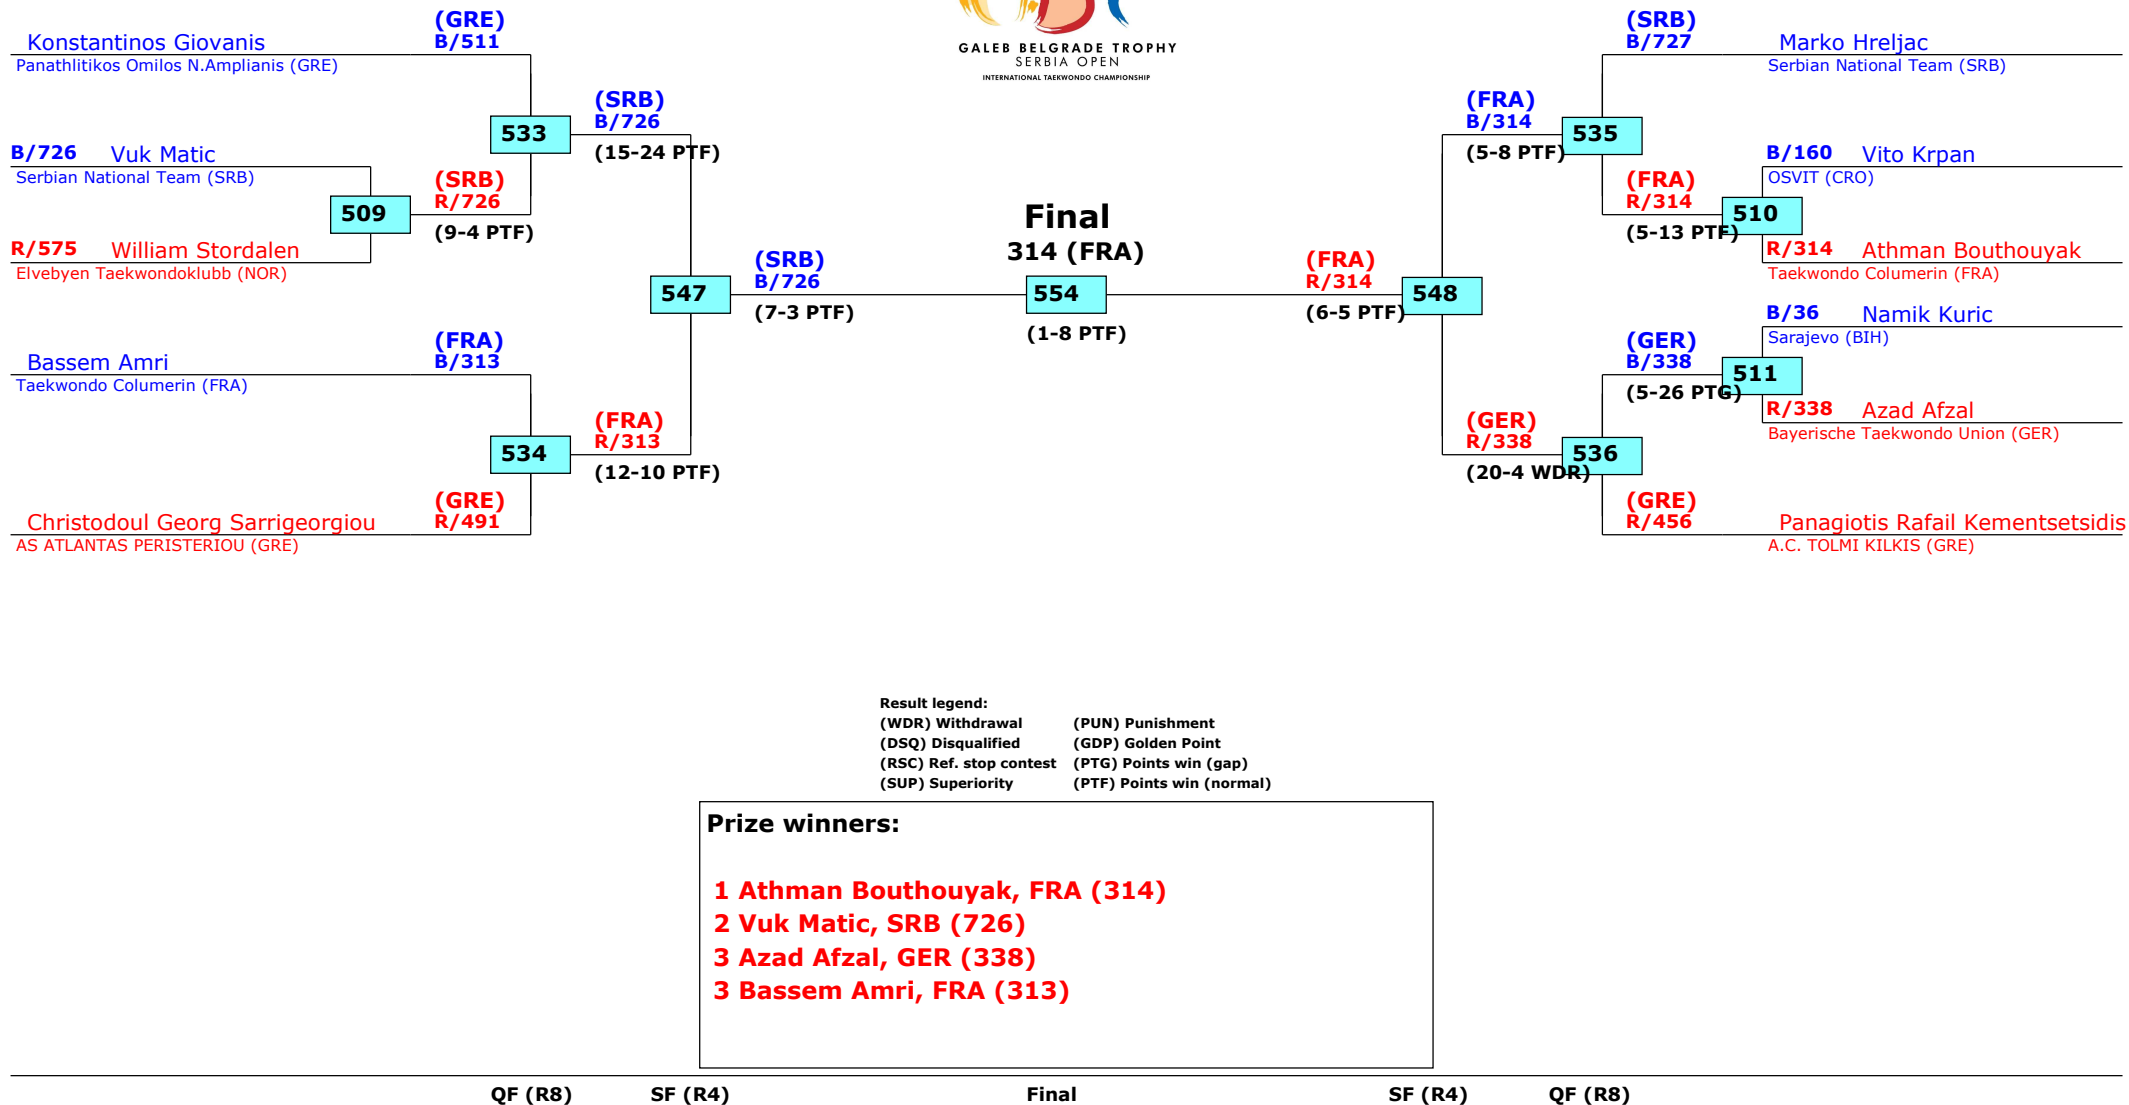 GALEB BELGRADE TROPHY
SERBIA OPEN
INTERNATIONAL TAEKWONDO CHAMPIONSHIP
Konstantinos Giovanis
Panathlitikos Omilos N.Amplianis (GRE)
(GRE)
B/511
533
B/726 Vuk Matic
Serbian National Team (SRB)
509
R/575 William Stordalen
Elvebyen Taekwondoklubb (NOR)
(SRB)
R/726
(9-4 PTF)
(SRB)
B/726
(15-24 PTF)
547
Bassem Amri
Taekwondo Columerin (FRA)
(FRA)
B/313
534
Christodoul Georg Sarrigeorgiou
AS ATLANTAS PERISTERIOU (GRE)
(GRE)
R/491
(FRA)
R/313
(12-10 PTF)
(SRB)
B/726
(7-3 PTF)
Final
314 (FRA)
554
(1-8 PTF)
(FRA)
R/314
(6-5 PTF)
548
(FRA)
B/314
(5-8 PTF)
535
(SRB)
B/727
Marko Hreljac
Serbian National Team (SRB)
(FRA)
R/314
(5-13 PTF)
510
B/160 Vito Krpan
OSVIT (CRO)
R/314 Athman Bouthouyak
Taekwondo Columerin (FRA)
(GER)
R/338
(20-4 WDR)
536
(GER)
B/338
(5-26 PTG)
511
B/36 Namik Kuric
Sarajevo (BIH)
R/338 Azad Afzal
Bayerische Taekwondo Union (GER)
(GRE)
R/456
Panagiotis Rafail Kementsetsidis
A.C. TOLMI KILKIS (GRE)
Result legend:
(WDR) Withdrawal (PUN) Punishment
(DSQ) Disqualified (GDP) Golden Point
(RSC) Ref. stop contest (PTG) Points win (gap)
(SUP) Superiority (PTF) Points win (normal)
Prize winners:
1 Athman Bouthouyak, FRA (314)
2 Vuk Matic, SRB (726)
3 Azad Afzal, GER (338)
3 Bassem Amri, FRA (313)
QF (R8) SF (R4) Final SF (R4) QF (R8)